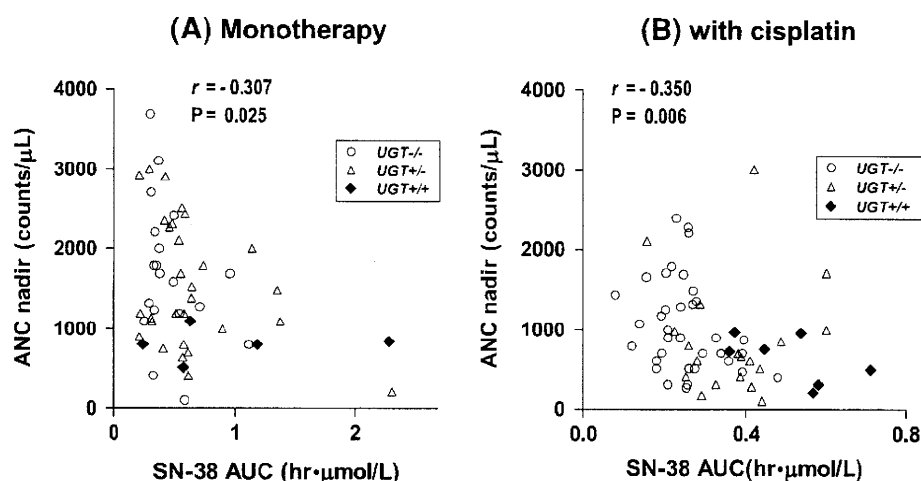 (A) Monotherapy
r = - 0.307
P = 0.025
ANC nadir (counts/μL)
4000
3000
2000
1000
0
UGT-/-
UGT+/-
UGT+/+
0
1
2
SN-38 AUC (hr·μmol/L)
(B) with cisplatin
r = - 0.350
P = 0.006
ANC nadir (counts/μL)
4000
3000
2000
1000
0
UGT-/-
UGT+/-
UGT+/+
0.0
0.4
0.8
SN-38 AUC(hr·μmol/L)